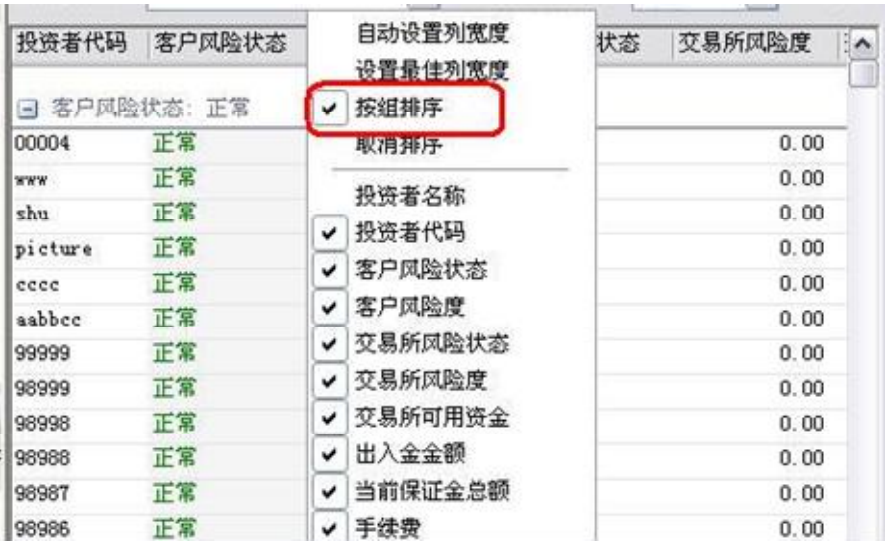 投资者代码 客户风险状态 自动设置列宽度 状态 交易所风险度
设置最佳列宽度
客户风险状态: 正常 按组排序
00004 正常 取消排序 0.00
www 正常 投资者名称 0.00
shu 正常 投资者代码 0.00
picture 正常 客户风险状态 0.00
cccc 正常 客户风险度 0.00
aabbcc 正常 交易所风险状态 0.00
99999 正常 交易所风险度 0.00
98999 正常 交易所可用资金 0.00
98998 正常 出入金金额 0.00
98988 正常 当前保证金总额 0.00
98987 正常 手续费 0.00
98986 正常 0.00